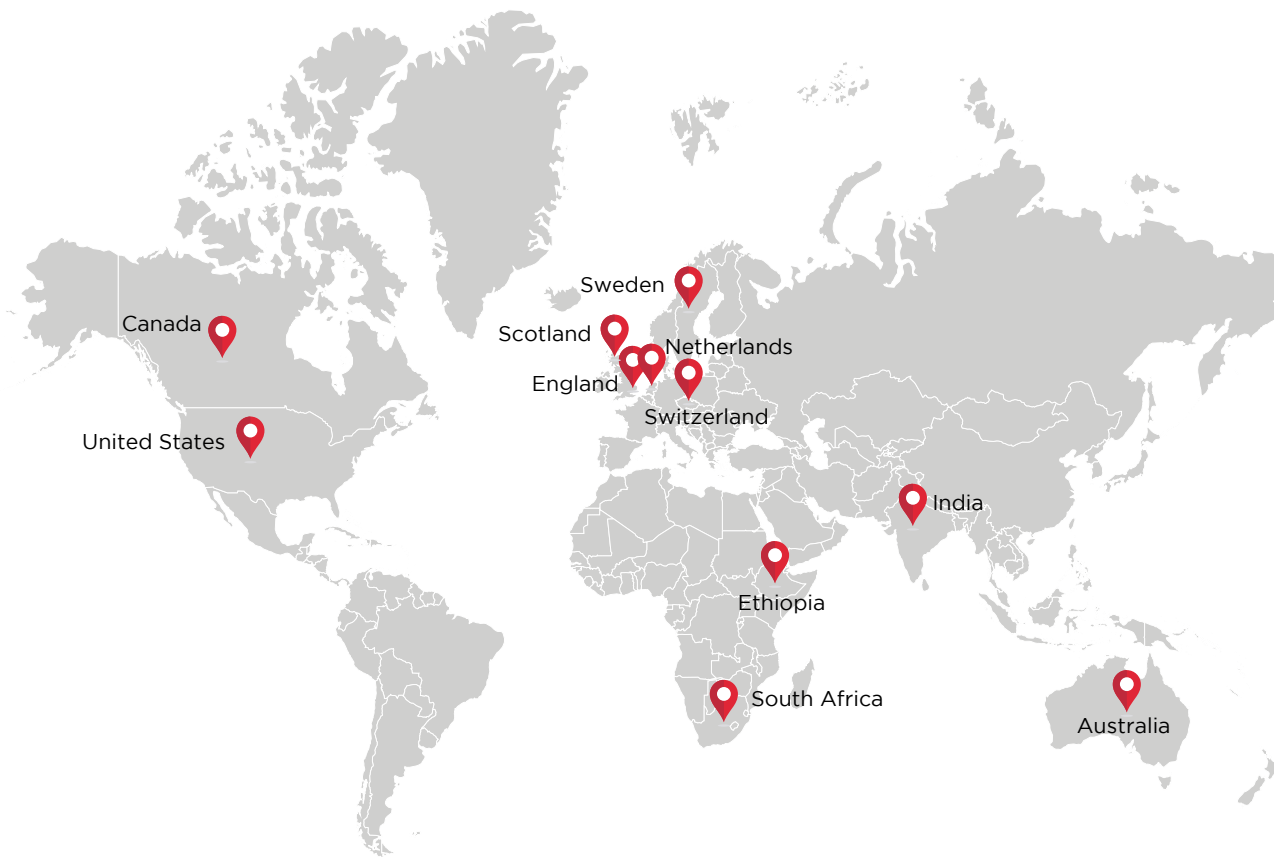 Sweden
Canada
Scotland
Netherlands
England
Switzerland
United States
India
Ethiopia
South Africa
Australia